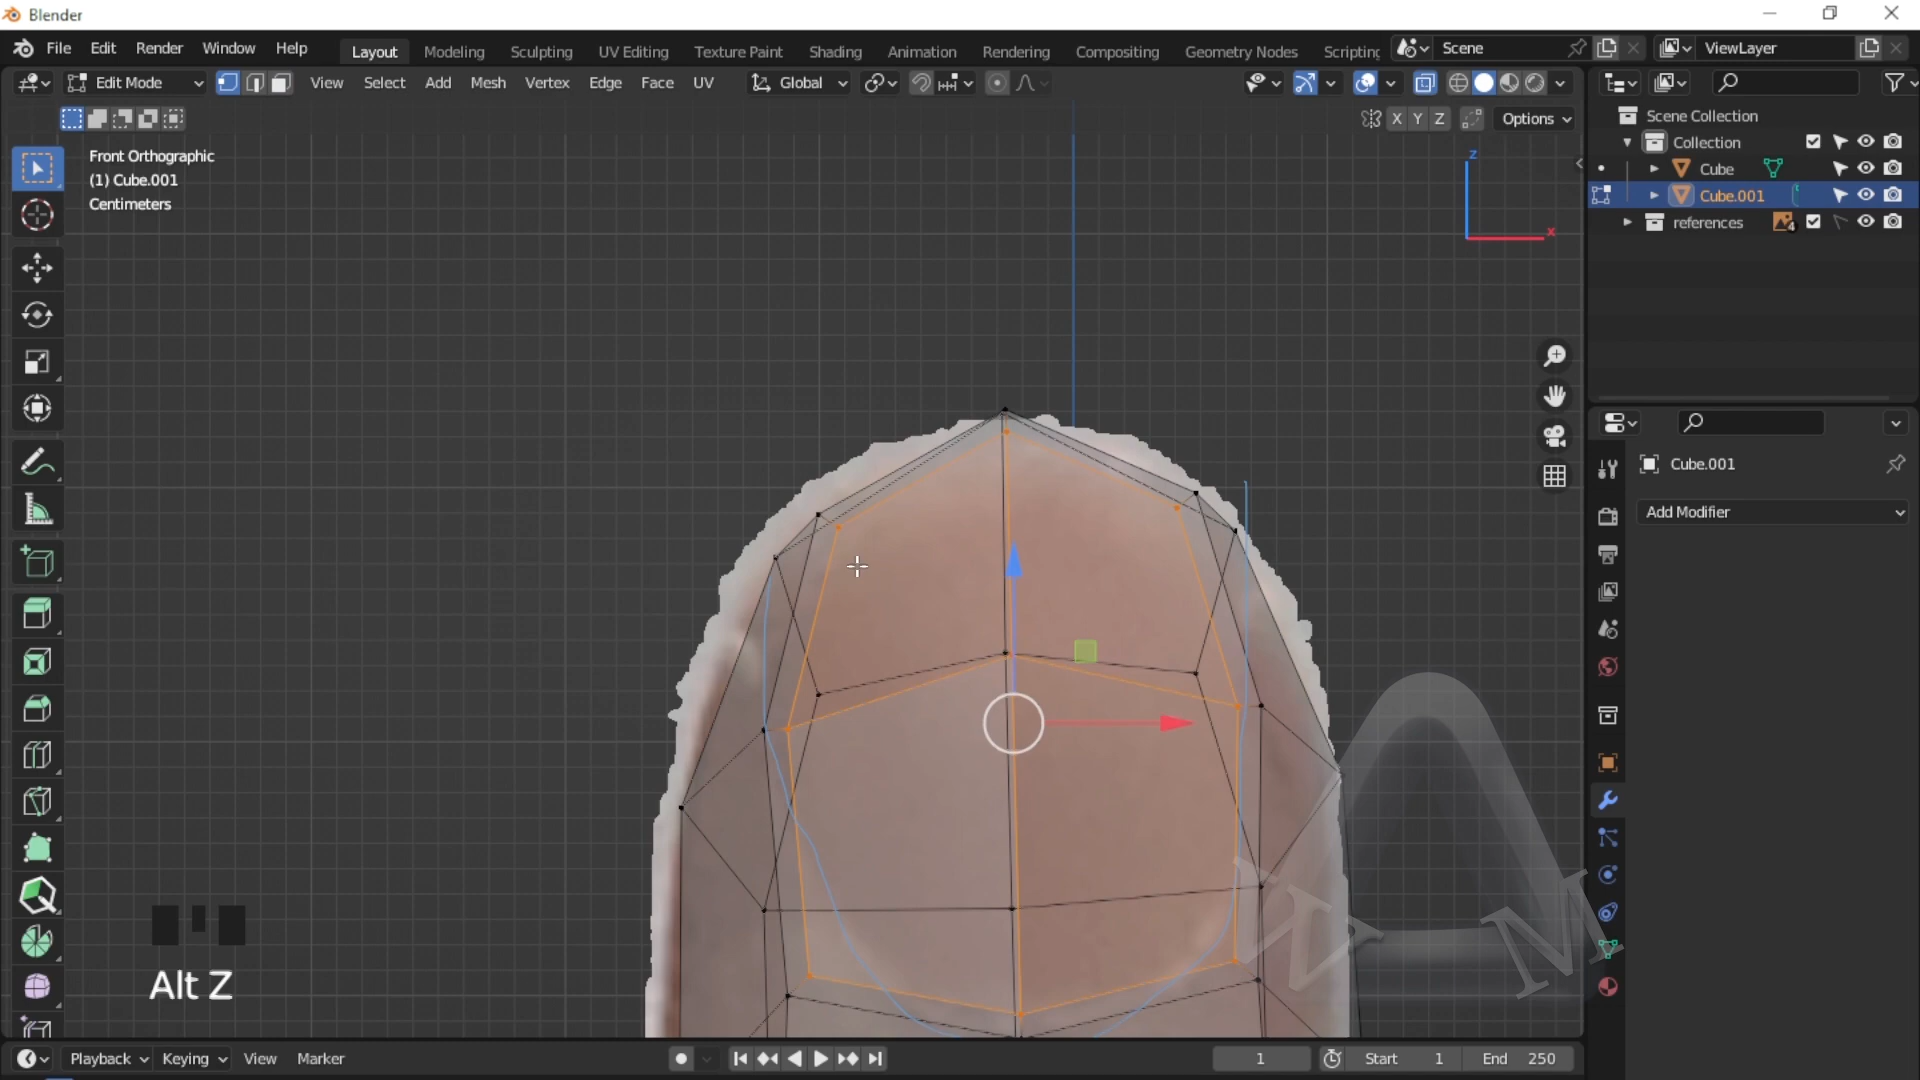 Blender
File Edit Render Window Help Layout Modeling Sculpting UV Editing Texture Paint Shading Animation Rendering Compositing Geometry Nodes Scripting Scene ViewLayer
Edit Mode View Select Add Mesh Vertex Edge Face UV Global
X Y Z Options
Scene Collection
Collection
Cube
Cube.001
references
4
Front Orthographic
(1) Cube.001
Centimeters
Z
X
Cube.001
Add Modifier
Alt Z
M
Playback Keying View Marker 1 Start 1 End 250